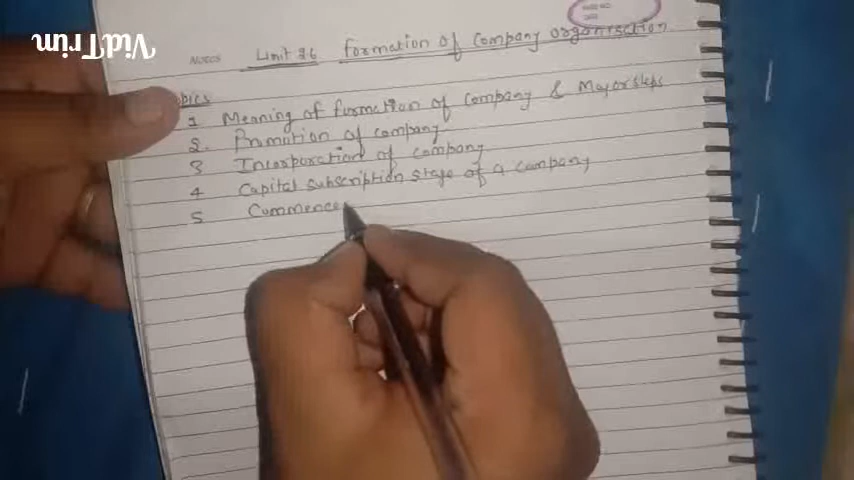 VidTrim
NOTES Unit 26 formation of Company organisation
pics
1 Meaning of formation of Company & Major steps
2. Promotion of Company
3 Incorporation of Company
4 Capital subscription stage of a Company
5 Commence